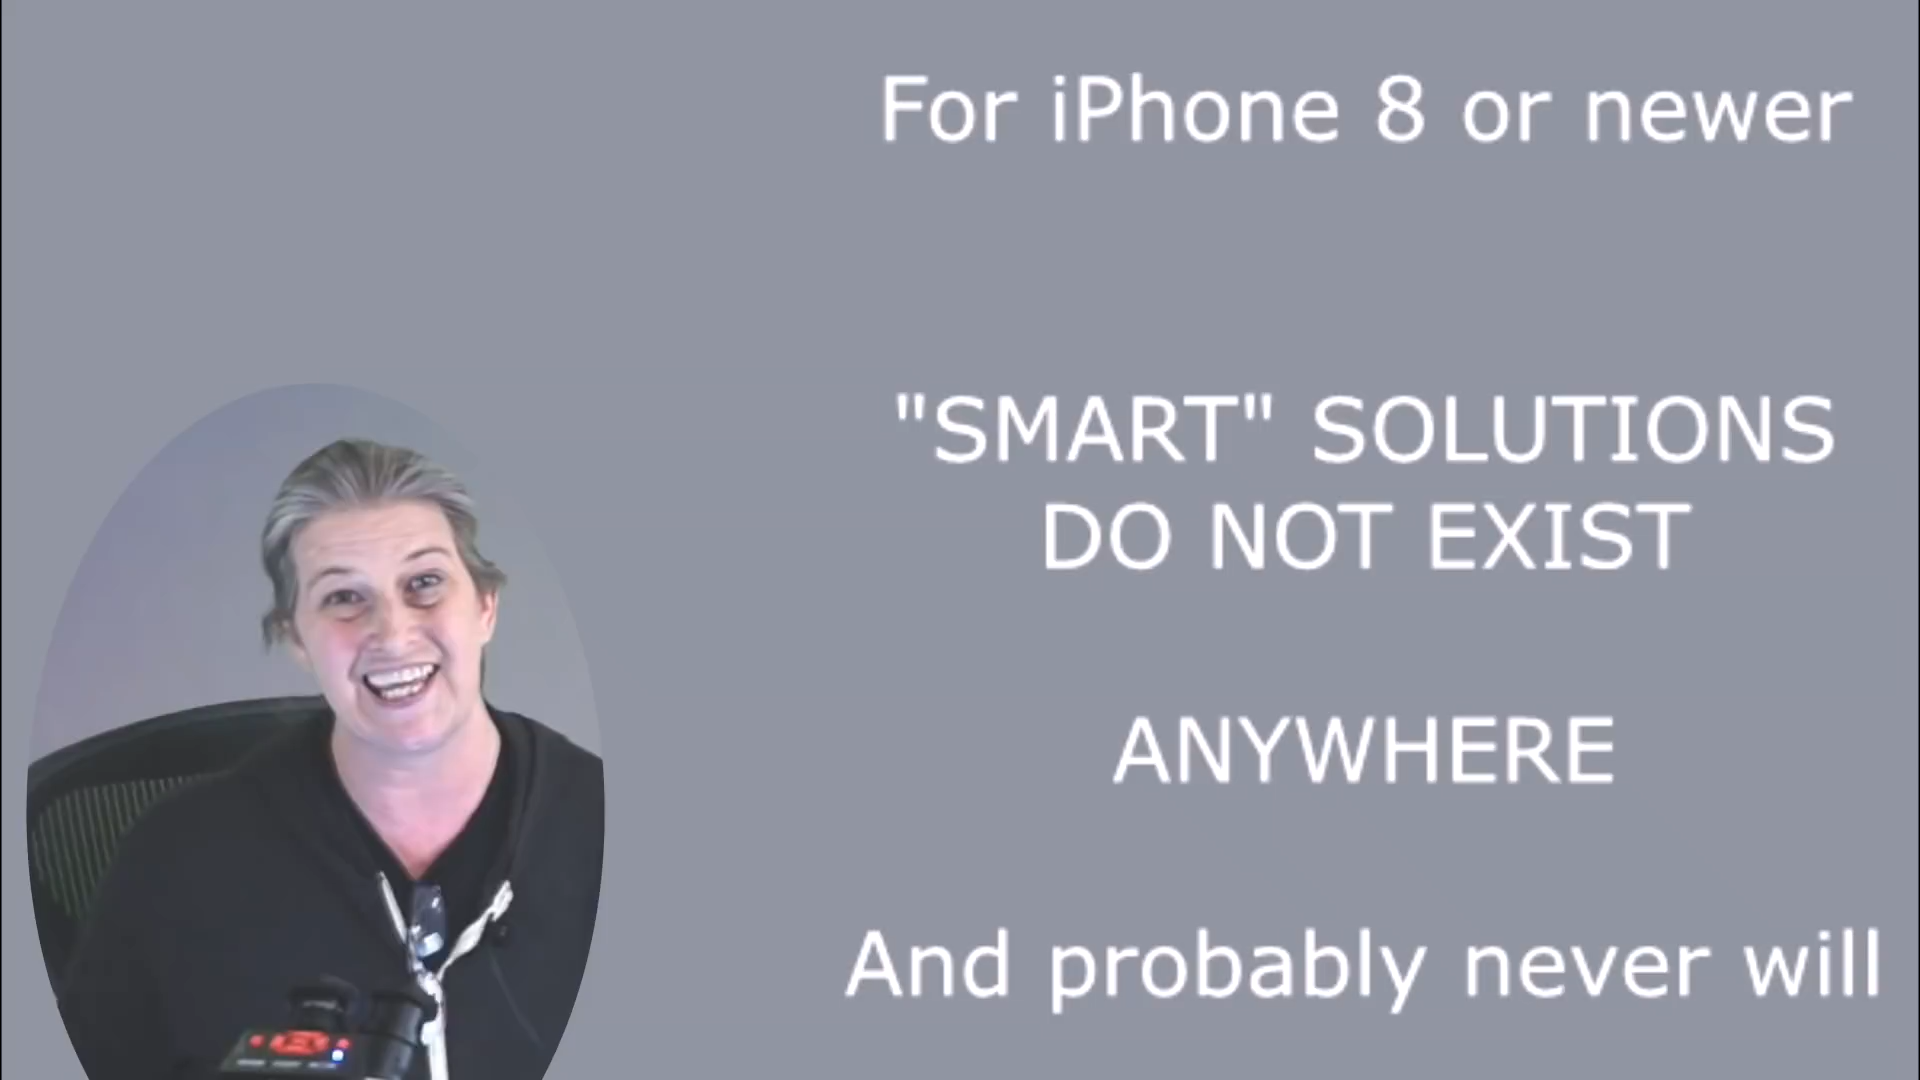 For iPhone 8 or newer
"SMART" SOLUTIONS
DO NOT EXIST
ANYWHERE
And probably never will